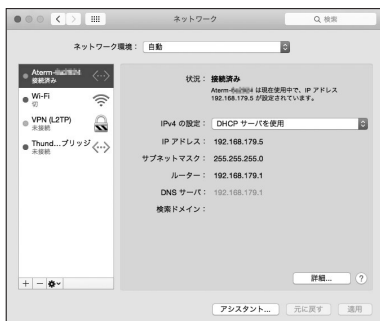 ネットワーク
検索
ネットワーク環境： 自動
Aterm-
接続済み
Wi-Fi
切
VPN (L2TP)
未接続
Thund...ブリッジ
未接続
状況： 接続済み
Aterm- は現在使用中で、IP アドレス
192.168.179.5 が設定されています。
IPv4 の設定： DHCP サーバを使用
IP アドレス： 192.168.179.5
サブネットマスク： 255.255.255.0
ルーター： 192.168.179.1
DNS サーバ： 192.168.179.1
検索ドメイン：
詳細... ?
アシスタント... 元に戻す 適用